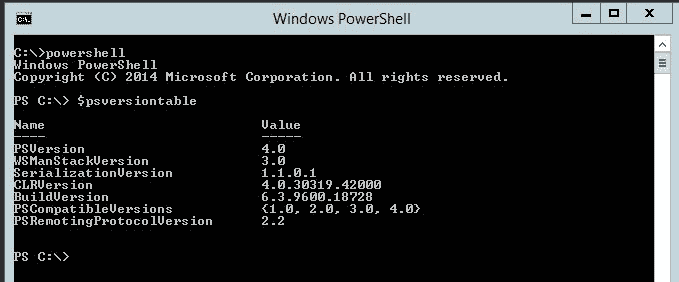 Windows PowerShell
C:\>powershell
Windows PowerShell
Copyright (C) 2014 Microsoft Corporation. All rights reserved.
PS C:\> $psversiontable
Name Value
---- -----
PSVersion 4.0
WSManStackVersion 3.0
SerializationVersion 1.1.0.1
CLRVersion 4.0.30319.42000
BuildVersion 6.3.9600.18728
PSCompatibleVersions {1.0, 2.0, 3.0, 4.0}
PSRemotingProtocolVersion 2.2
PS C:\>